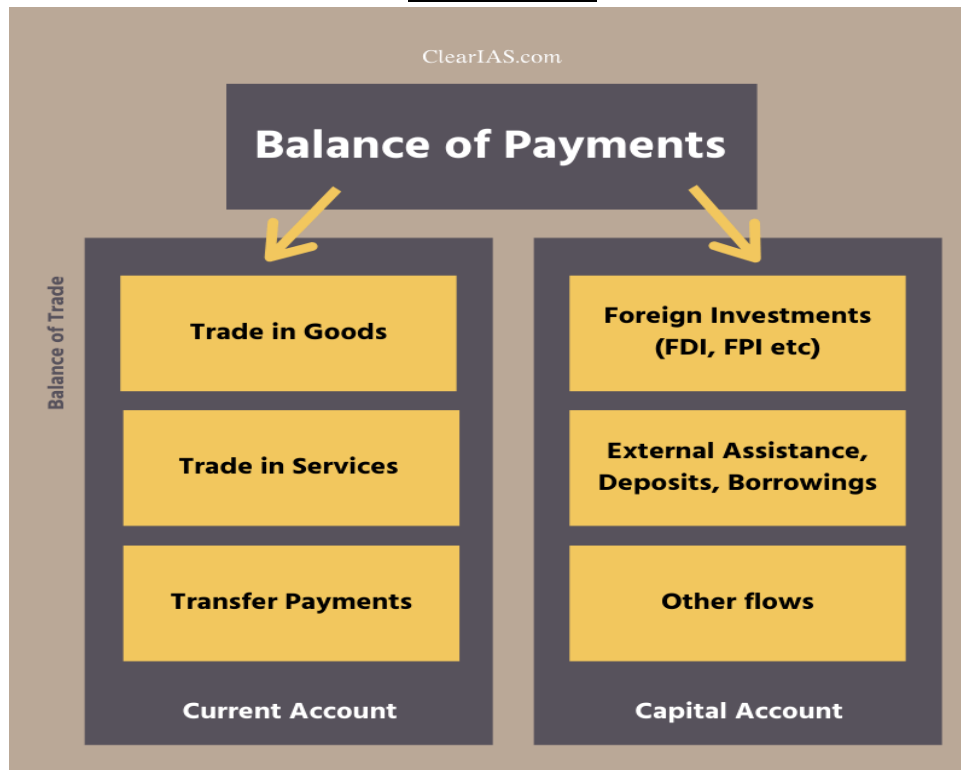 ClearIAS.com
Balance of Payments
Balance of Trade
Trade in Goods
Trade in Services
Transfer Payments
Current Account
Foreign Investments
(FDI, FPI etc)
External Assistance,
Deposits, Borrowings
Other flows
Capital Account